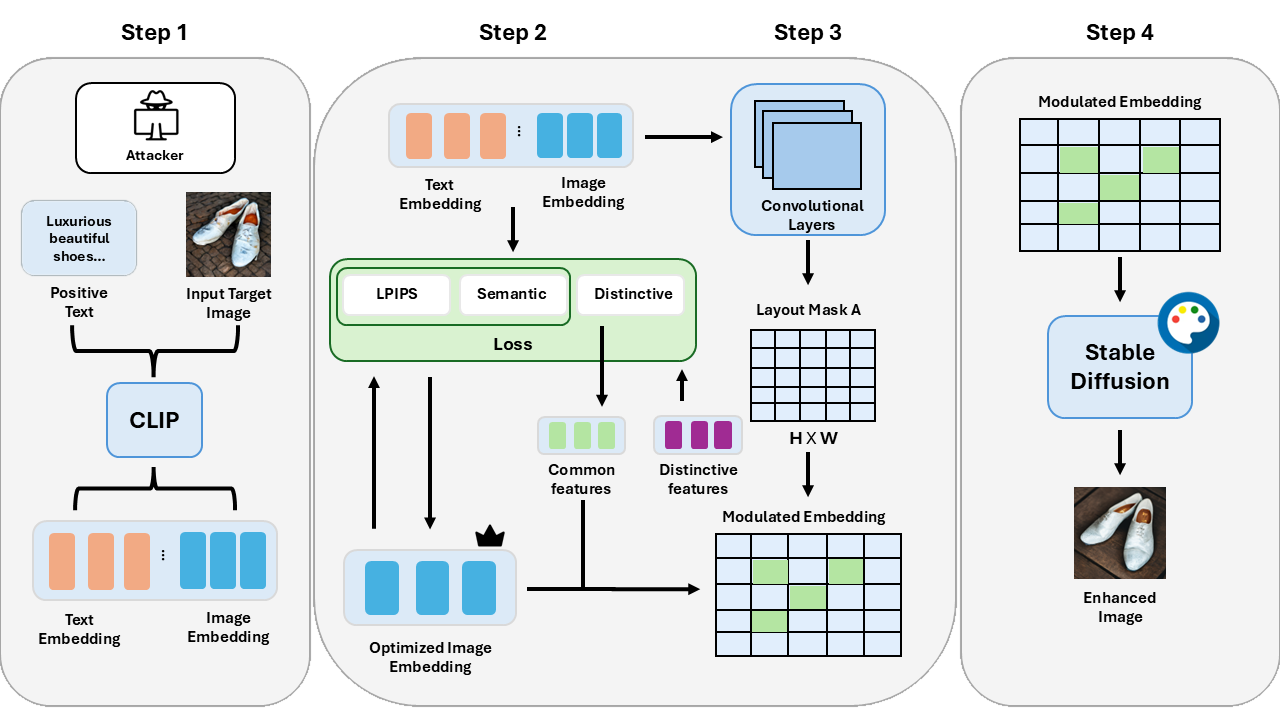 Step 1
Step 2
Step 3
Step 4
Attacker
Luxurious
beautiful
shoes...
Positive
Text
Input Target
Image
CLIP
Text
Embedding
Image
Embedding
Text
Embedding
Image
Embedding
LPIPS
Semantic
Distinctive
Loss
Common
features
Distinctive
features
Optimized Image
Embedding
Convolutional
Layers
Layout Mask A
H X W
Modulated Embedding
Modulated Embedding
Stable
Diffusion
Enhanced
Image